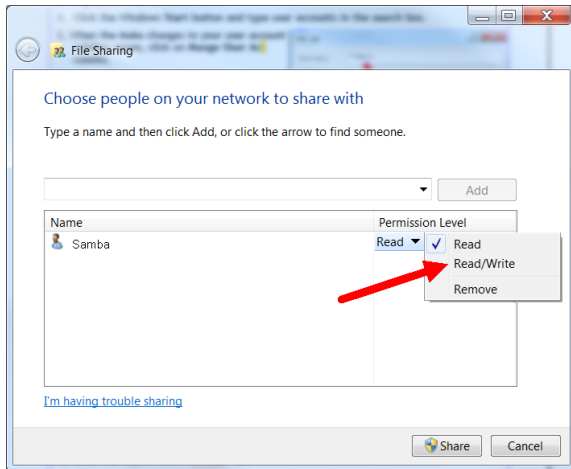 File Sharing
Choose people on your network to share with
Type a name and then click Add, or click the arrow to find someone.
Add
Name Permission Level
Samba Read
Read
Read/Write
Remove
I'm having trouble sharing
Share Cancel